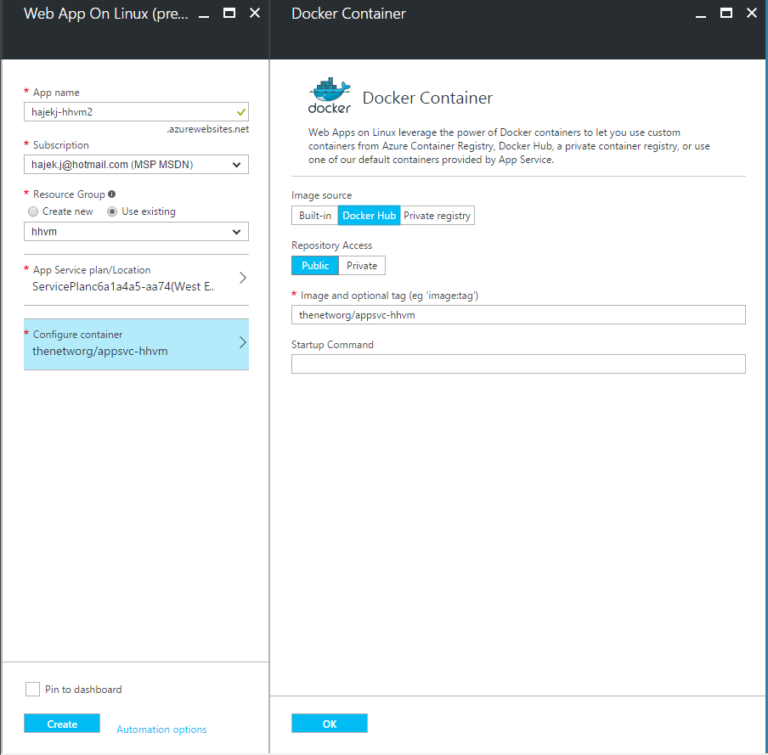 Web App On Linux (pre...
* App name
hajekj-hhvm2
.azurewebsites.net
* Subscription
hajek.j@hotmail.com (MSP MSDN)
* Resource Group
Create new Use existing
hhvm
* App Service plan/Location
ServicePlanc6a1a4a5-aa74(West E..
* Configure container
thenetworg/appsvc-hhvm
Pin to dashboard
Create Automation options
Docker Container
docker Docker Container
Web Apps on Linux leverage the power of Docker containers to let you use custom
containers from Azure Container Registry, Docker Hub, a private container registry, or use
one of our default containers provided by App Service.
Image source
Built-in Docker Hub Private registry
Repository Access
Public Private
* Image and optional tag (eg 'image:tag')
thenetworg/appsvc-hhvm
Startup Command
OK